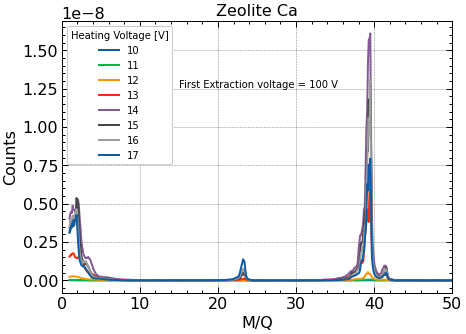 Zeolite Ca
1e−8
Heating Voltage [V]
10
11
12
13
14
15
16
17
First Extraction voltage = 100 V
Counts
1.50
1.25
1.00
0.75
0.50
0.25
0.00
0 10 20 30 40 50
M/Q